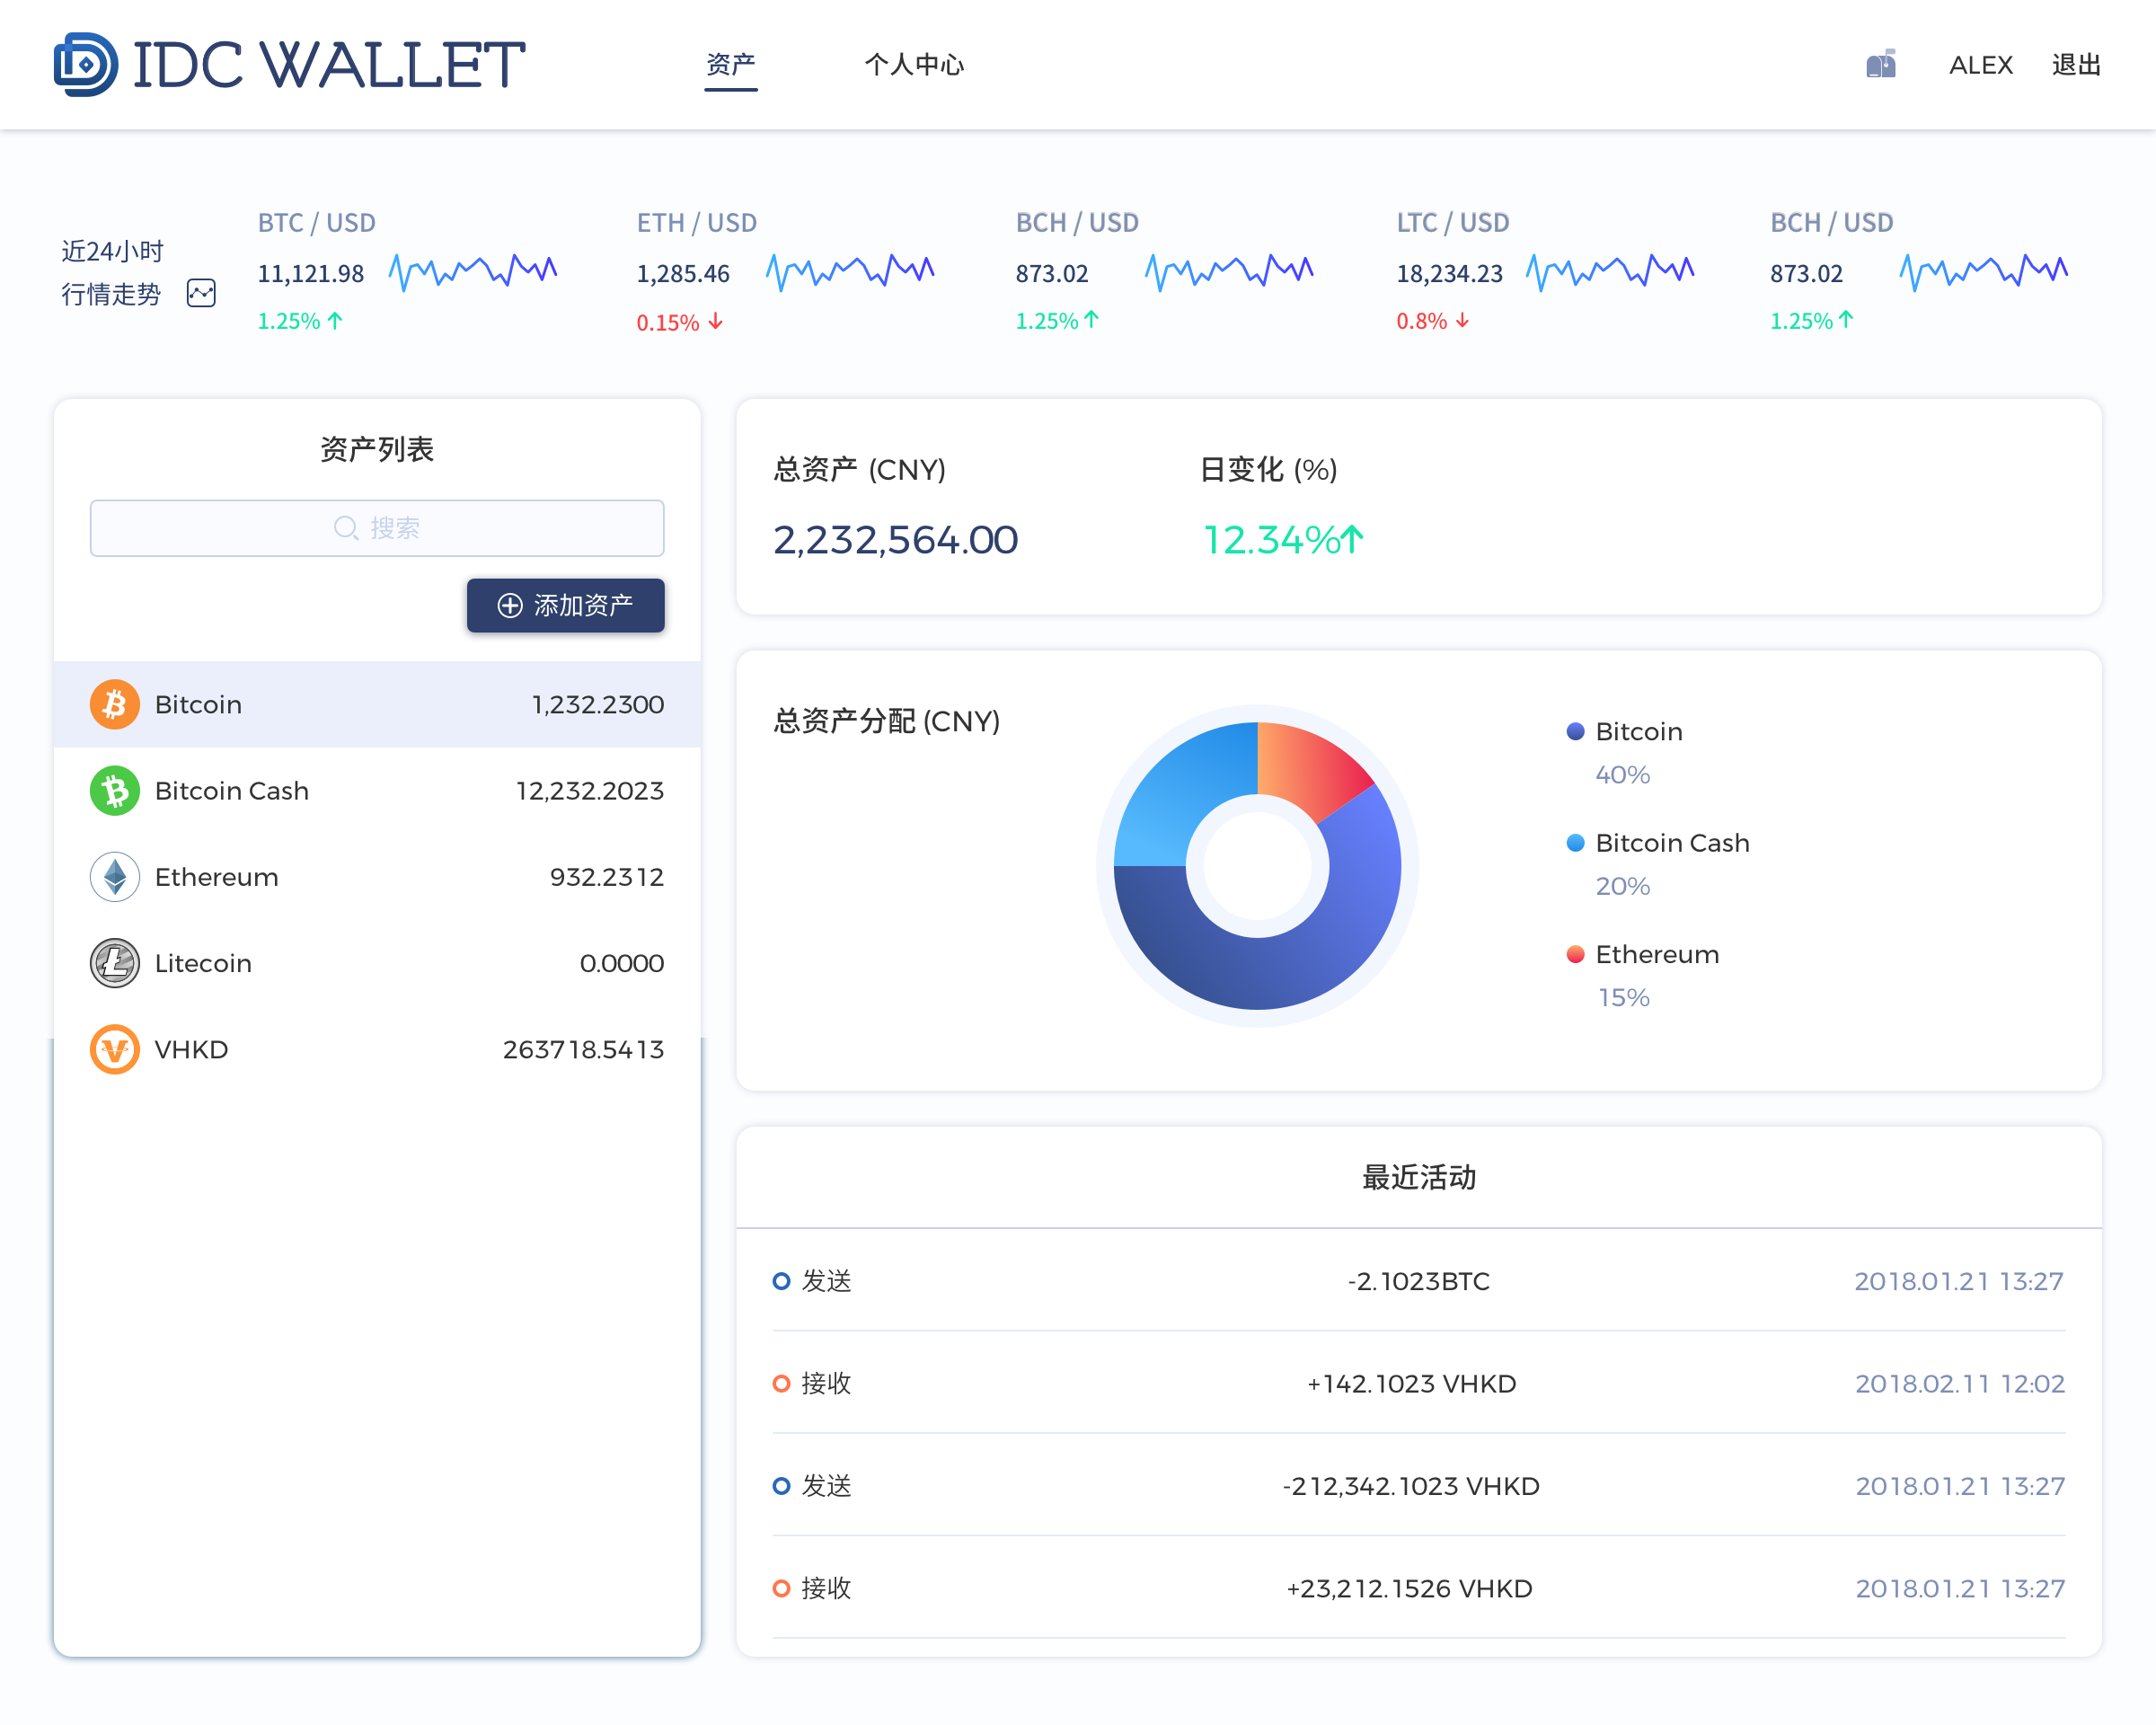 IDC WALLET
资产
个人中心
ALEX
退出
近24小时
行情走势
BTC / USD
11,121.98
1.25%
ETH / USD
1,285.46
0.15%
BCH / USD
873.02
1.25%
LTC / USD
18,234.23
0.8%
BCH / USD
873.02
1.25%
资产列表
搜索
添加资产
Bitcoin 1,232.2300
Bitcoin Cash 12,232.2023
Ethereum 932.2312
Litecoin 0.0000
VHKD 263718.5413
总资产 (CNY)
2,232,564.00
日变化 (%)
12.34%
总资产分配 (CNY)
Bitcoin
40%
Bitcoin Cash
20%
Ethereum
15%
最近活动
发送 -2.1023BTC 2018.01.21 13:27
接收 +142.1023 VHKD 2018.02.11 12:02
发送 -212,342.1023 VHKD 2018.01.21 13:27
接收 +23,212.1526 VHKD 2018.01.21 13:27